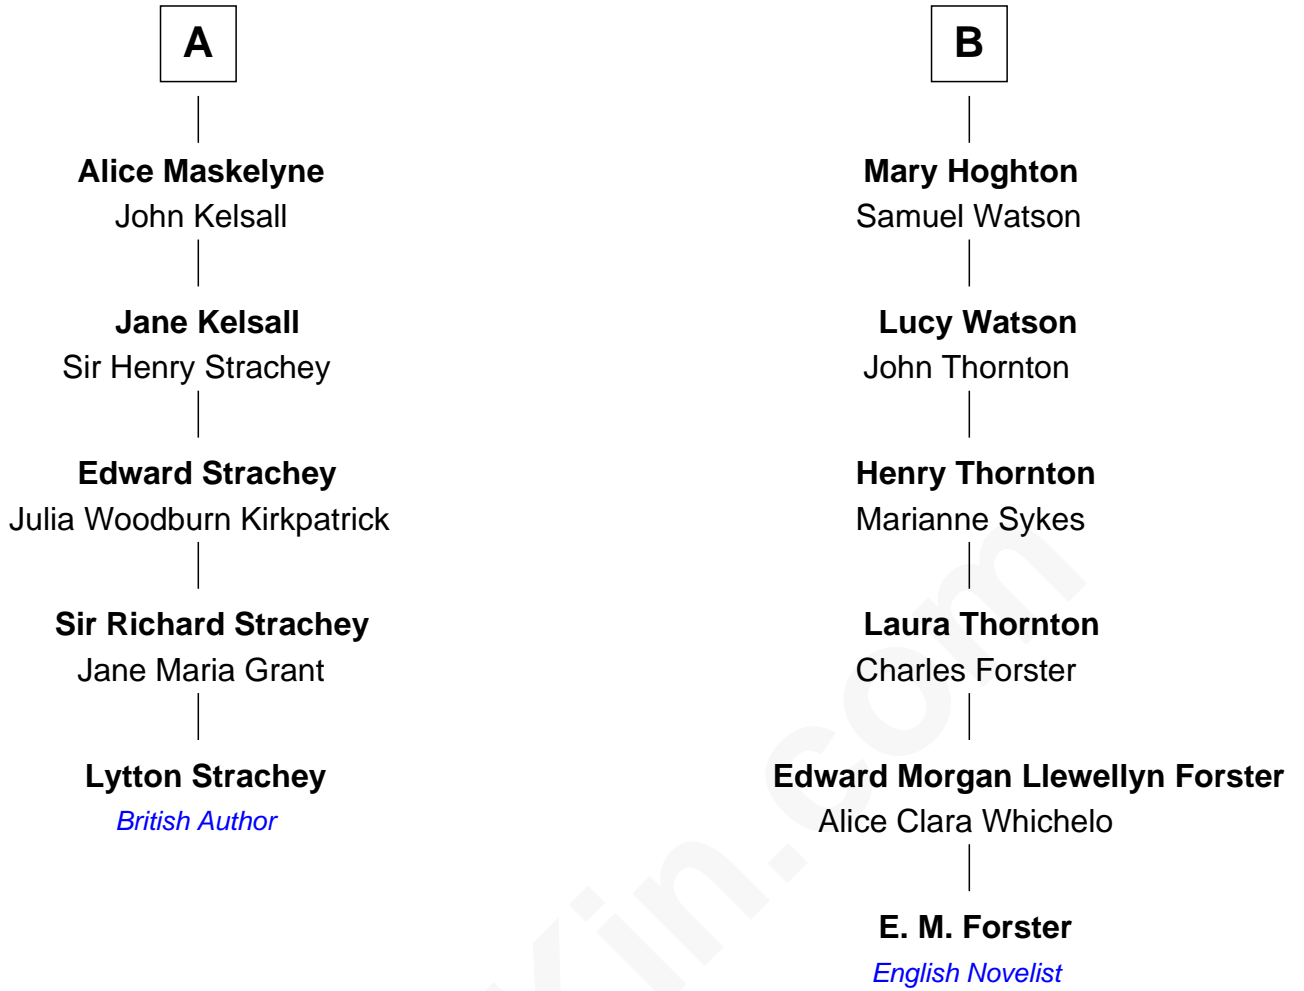 A
Alice Maskelyne
John Kelsall
Jane Kelsall
Sir Henry Strachey
Edward Strachey
Julia Woodburn Kirkpatrick
Sir Richard Strachey
Jane Maria Grant
Lytton Strachey
British Author
B
Mary Hoghton
Samuel Watson
Lucy Watson
John Thornton
Henry Thornton
Marianne Sykes
Laura Thornton
Charles Forster
Edward Morgan Llewellyn Forster
Alice Clara Whichelo
E. M. Forster
English Novelist
Kin.com